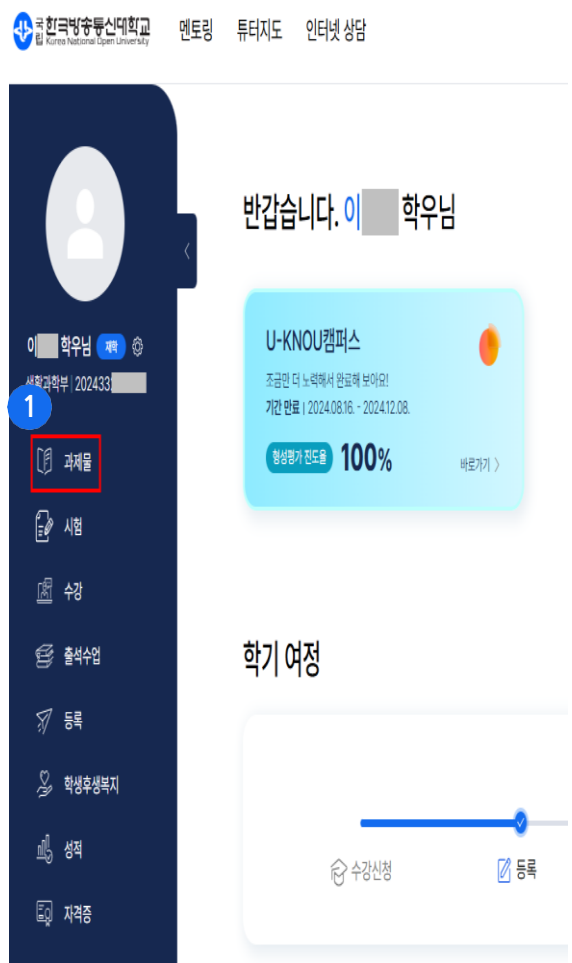 국립 한국방송통신대학교
Korea National Open University
멘토링 튜터지도 인터넷 상담
반갑습니다. 이 학우님
이 학우님 재학
생활과학부 | 202433
1
과제물
시험
수강
출석수업
등록
학생후생복지
성적
자격증
U-KNOU캠퍼스
조금만 더 노력해서 완료해 보아요!
기간 만료 | 2024.08.16. - 2024.12.08.
형성평가 진도율 100%
바로가기 >
학기 여정
수강신청
등록